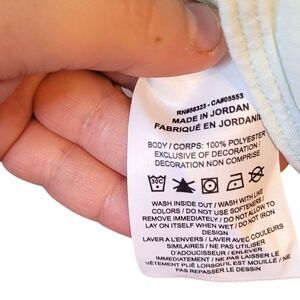 RN#56323 - CA#05553
MADE IN JORDAN
FABRIQUÉ EN JORDANIE
BODY / CORPS: 100% POLYESTER
EXCLUSIVE OF DECORATION /
DECORATION NON COMPRISE
30C
WASH INSIDE OUT / WASH WITH LIKE
COLORS / DO NOT USE SOFTENERS /
REMOVE IMMEDIATELY / DO NOT ALLOW TO
LAY ON ITSELF WHEN WET / DO NOT IRON
DESIGN
LAVER A L'ENVERS / LAVER AVEC COULEURS
SIMILAIRES / NE PAS UTILISER
D'ADOUCISSEUR / ENLEVER
IMMEDIATEMENT / NE PAS LAISSER LE
VÊTEMENT PLIÉ LORSQU'IL EST MOUILLÉ / NE
PAS REPASSER LE DESSIN